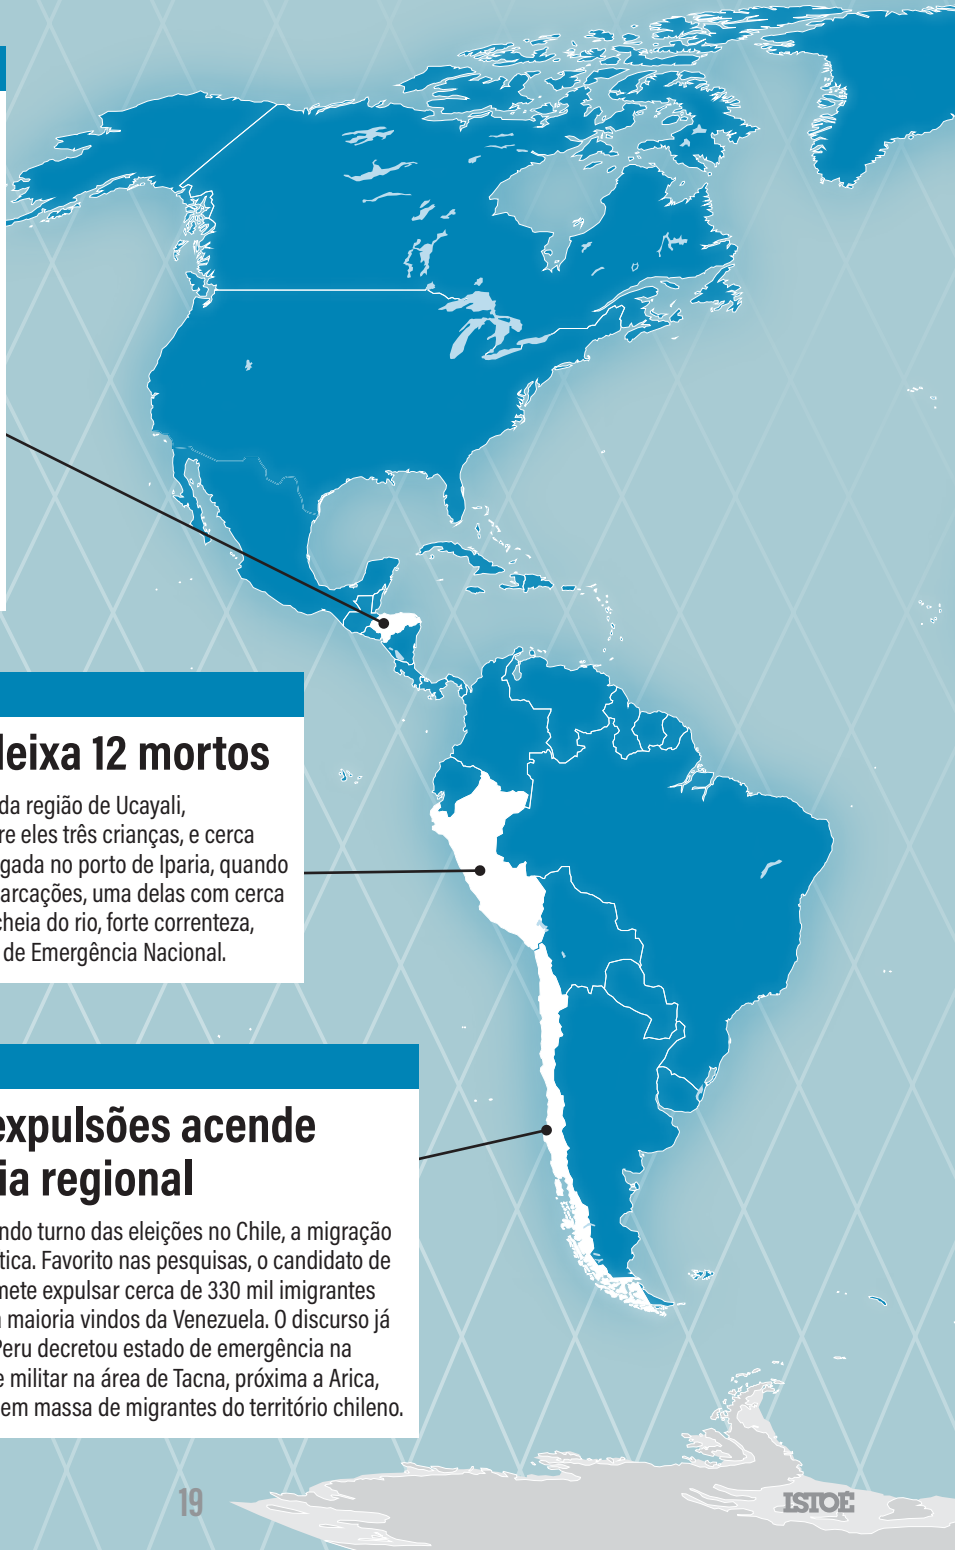 deixa 12 mortos
da região de Ucayali,
re eles três crianças, e cerca
gada no porto de Iparia, quando
arcações, uma delas com cerca
cheia do rio, forte correnteza,
de Emergência Nacional.
expulsões acende
ia regional
ndo turno das eleições no Chile, a migração
tica. Favorito nas pesquisas, o candidato de
mete expulsar cerca de 330 mil imigrantes
maioria vindos da Venezuela. O discurso já
Peru decretou estado de emergência na
e militar na área de Tacna, próxima a Arica,
em massa de migrantes do território chileno.
19
ISTOÉ